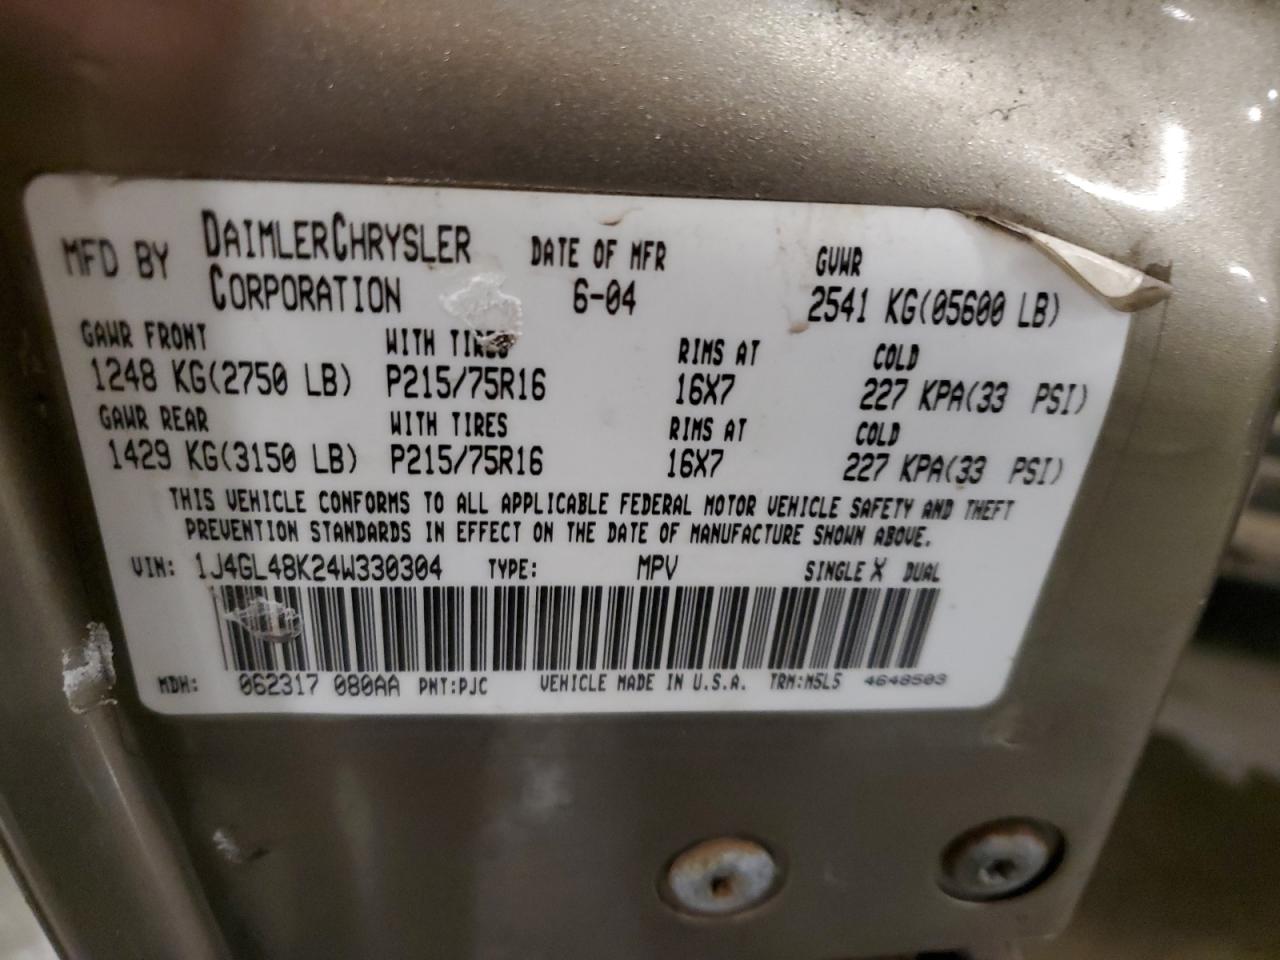 MFD BY DAIMLERCHRYSLER CORPORATION DATE OF MFR 6-04 GVWR 2541 KG(05600 LB)
GAWR FRONT WITH TIRES RIMS AT COLD
1248 KG(2750 LB) P215/75R16 16X7 227 KPA(33 PSI)
GAWR REAR WITH TIRES RIMS AT COLD
1429 KG(3150 LB) P215/75R16 16X7 227 KPA(33 PSI)
THIS VEHICLE CONFORMS TO ALL APPLICABLE FEDERAL MOTOR VEHICLE SAFETY AND THEFT
PREVENTION STANDARDS IN EFFECT ON THE DATE OF MANUFACTURE SHOWN ABOVE.
VIN: 1J4GL48K24W330304 TYPE: MPV SINGLE X DUAL
MDH: 062317 080AA PNT:PJC VEHICLE MADE IN U.S.A. TRM:M5L5 4648503